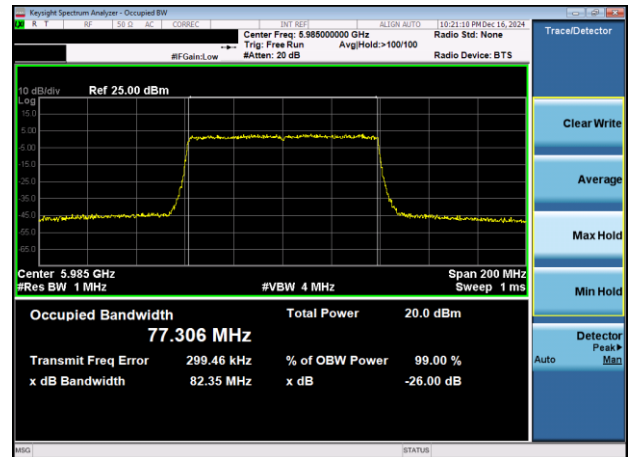 Keysight Spectrum Analyzer - Occupied BW
R T RF 50 Ω AC CORREC INT REF ALIGN AUTO 10:21:10 PM Dec 16, 2024
Center Freq: 5.985000000 GHz Radio Std: None
Trig: Free Run Avg|Hold:>100/100
#IFGain:Low #Atten: 20 dB Radio Device: BTS
Trace/Detector
10 dB/div Ref 25.00 dBm
Log
15.0
5.00
-5.00
-15.0
-25.0
-35.0
-45.0
-55.0
-65.0
Center 5.985 GHz Span 200 MHz
#Res BW 1 MHz #VBW 4 MHz Sweep 1 ms
Occupied Bandwidth Total Power 20.0 dBm
77.306 MHz
Transmit Freq Error 299.46 kHz % of OBW Power 99.00 %
x dB Bandwidth 82.35 MHz x dB -26.00 dB
Clear Write
Average
Max Hold
Min Hold
Detector
Peak▶
Auto Man
MSG STATUS